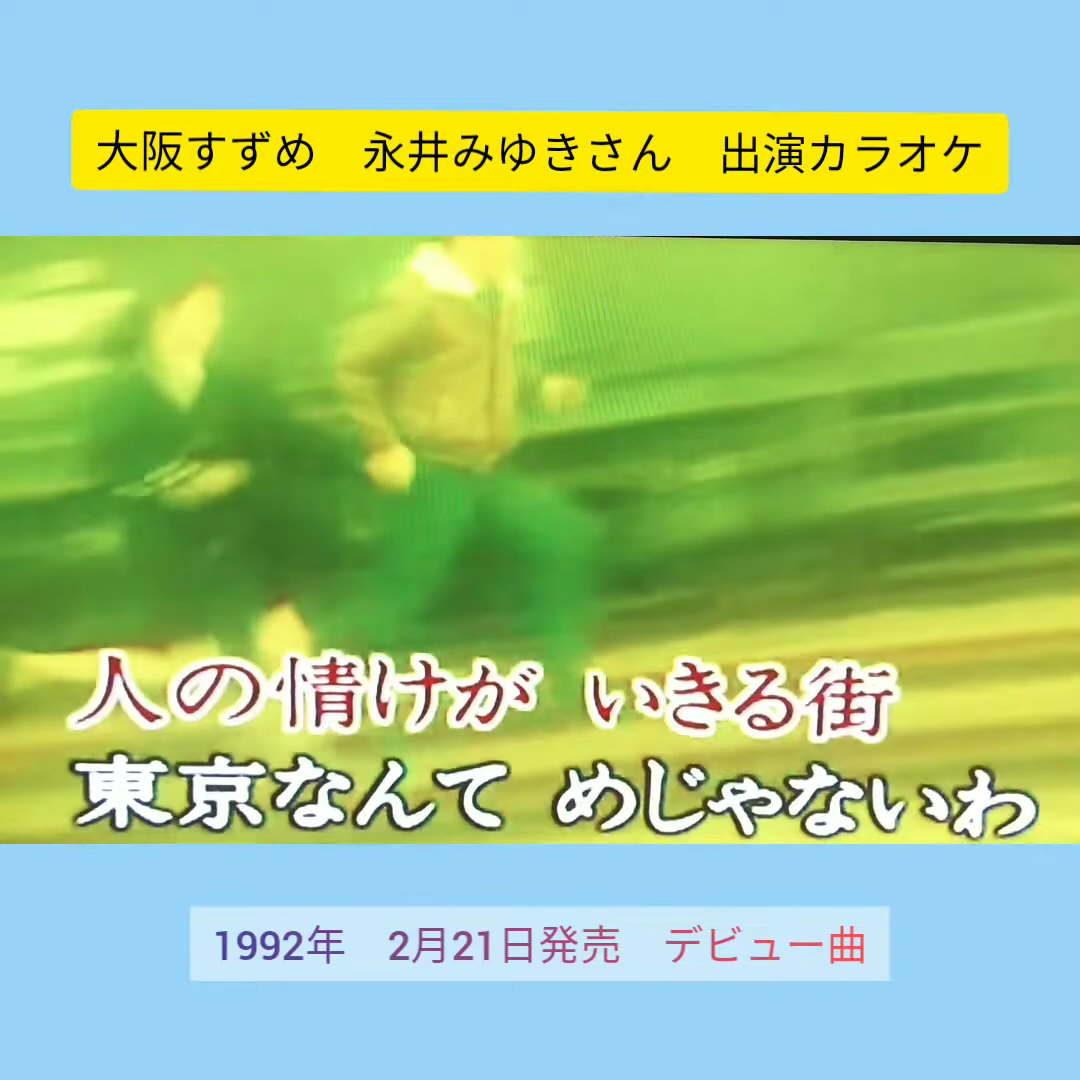 大阪すずめ　永井みゆきさん　出演カラオケ
人の情けが　いきる街
東京なんて　めじゃないわ
1992年　2月21日発売　デビュー曲